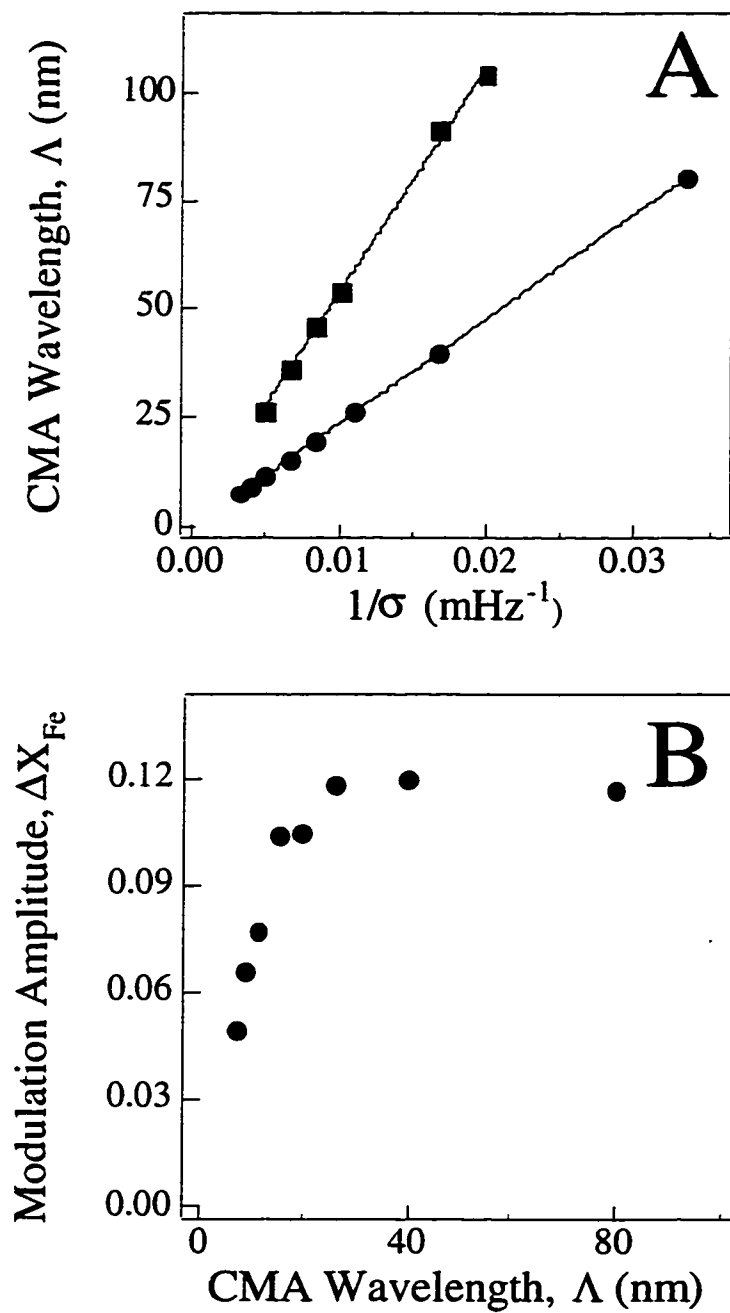 A
CMA Wavelength, Λ (nm)
100
75
50
25
0
0.00 0.01 0.02 0.03
1/σ (mHz⁻¹)
B
Modulation Amplitude, ΔX_Fe
0.12
0.09
0.06
0.03
0.00
0 40 80
CMA Wavelength, Λ (nm)